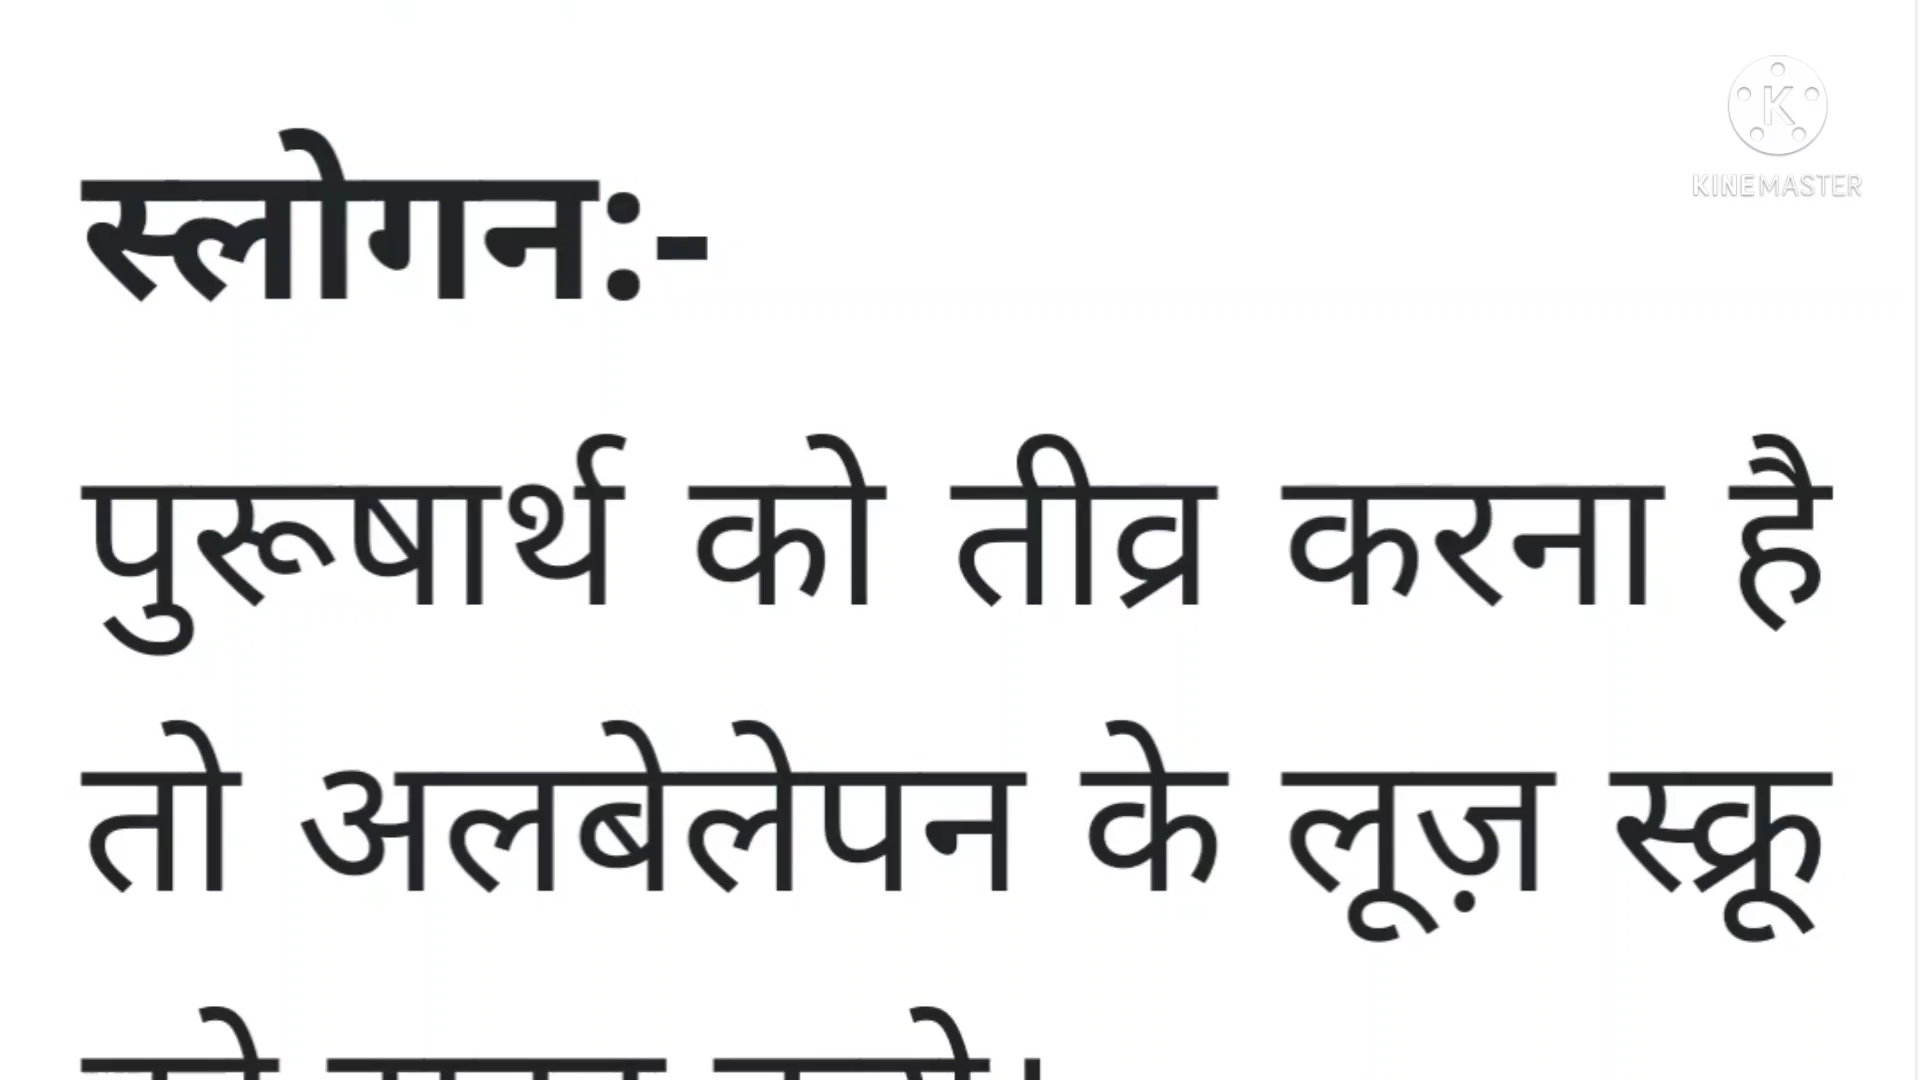 स्लोगन:-
KINEMASTER
पुरूषार्थ को तीव्र करना है
तो अलबेलेपन के लूज़ स्क्रू